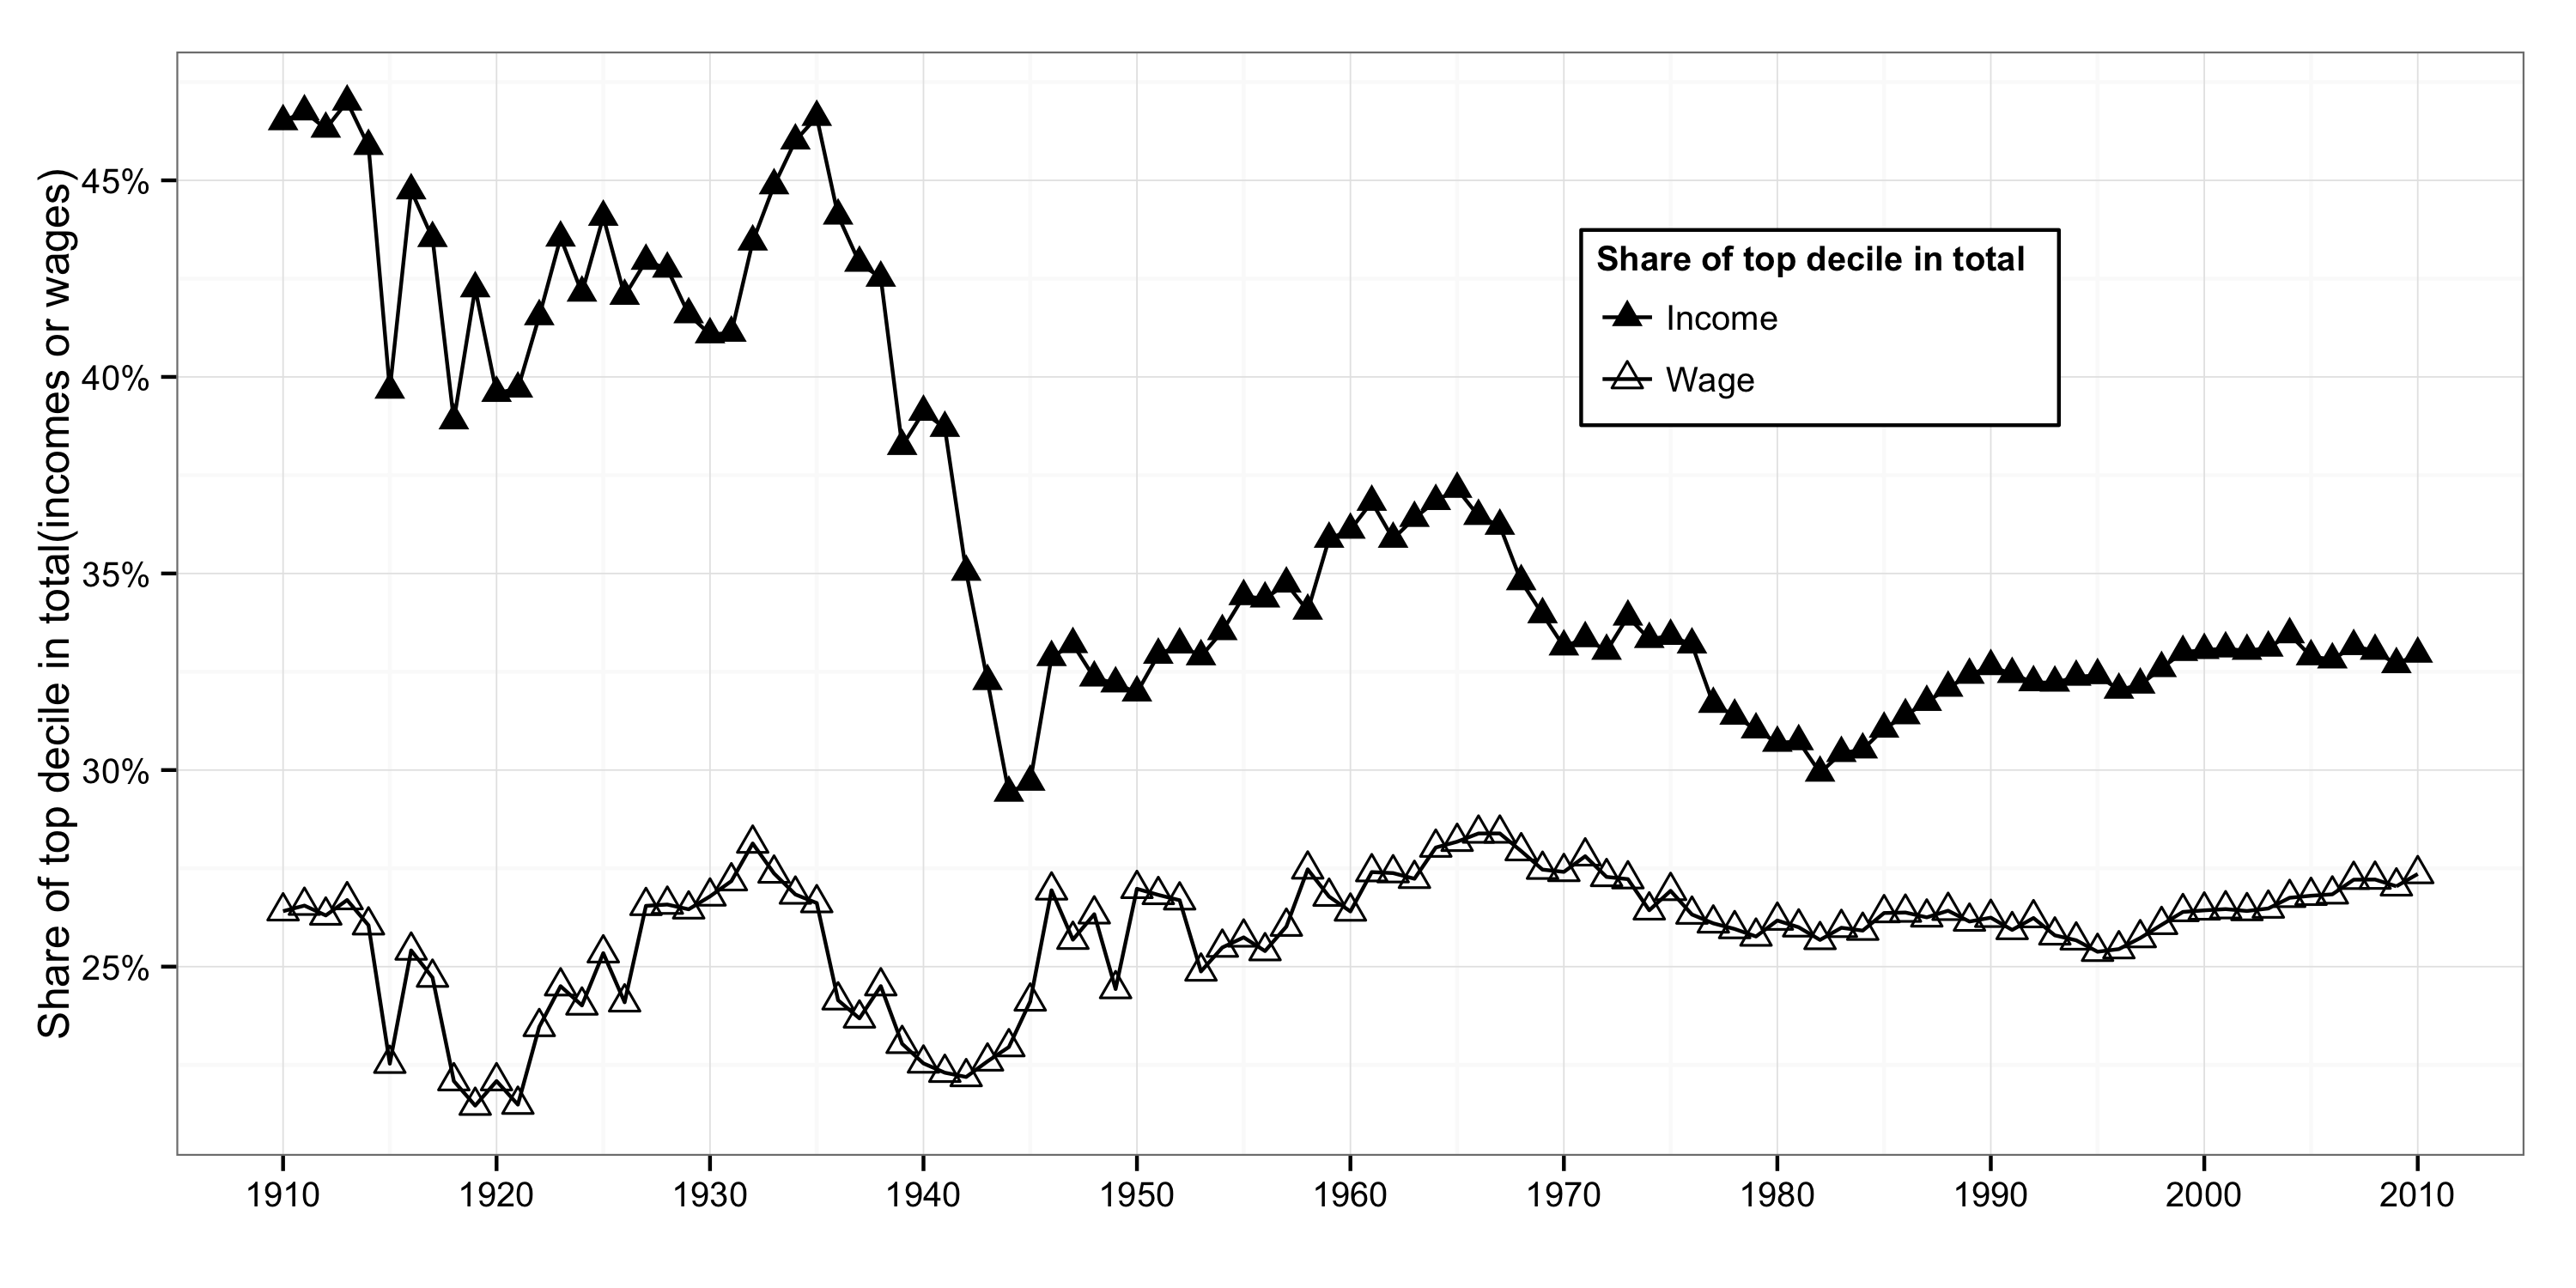 Share of top decile in total(incomes or wages)
45%
40%
35%
30%
25%
Share of top decile in total
Income
Wage
1910 1920 1930 1940 1950 1960 1970 1980 1990 2000 2010